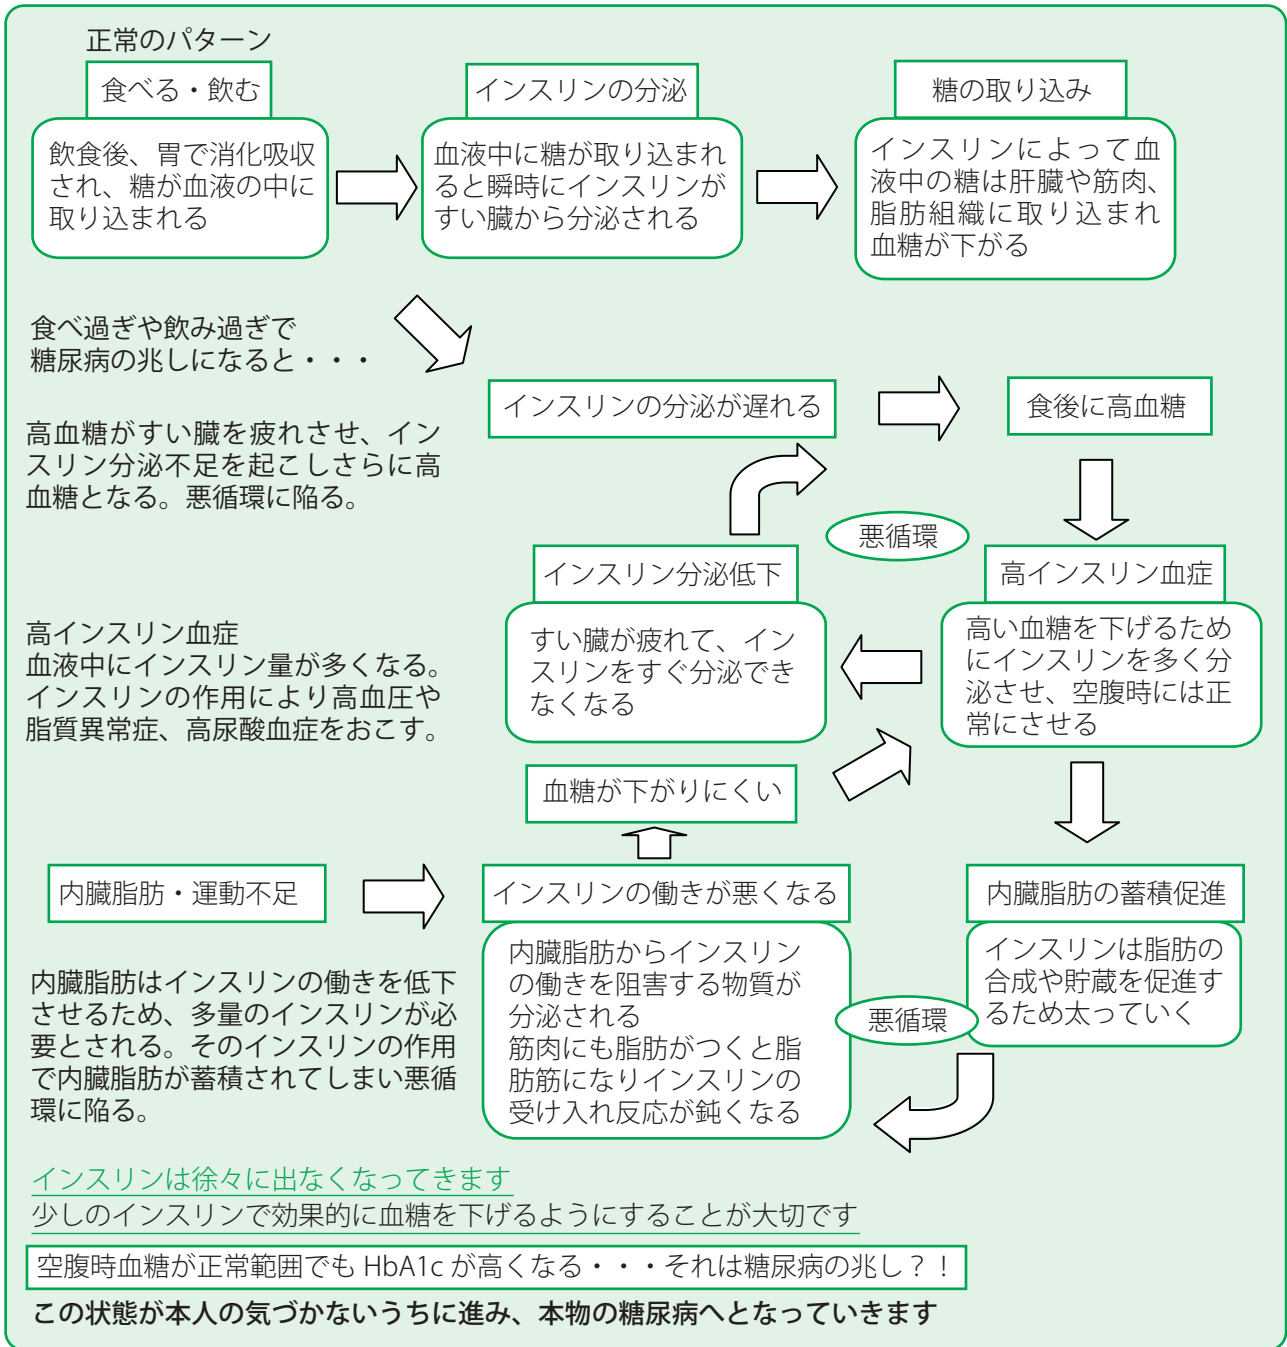 正常のパターン
食べる・飲む
飲食後、胃で消化吸収
され、糖が血液の中に
取り込まれる
インスリンの分泌
血液中に糖が取り込まれ
ると瞬時にインスリンが
すい臓から分泌される
糖の取り込み
インスリンによって血
液中の糖は肝臓や筋肉、
脂肪組織に取り込まれ
血糖が下がる
食べ過ぎや飲み過ぎで
糖尿病の兆しになると・・・
インスリンの分泌が遅れる
食後に高血糖
高血糖がすい臓を疲れさせ、イン
スリン分泌不足を起こしさらに高
血糖となる。悪循環に陥る。
悪循環
インスリン分泌低下
すい臓が疲れて、イン
スリンをすぐ分泌でき
なくなる
高インスリン血症
高い血糖を下げるため
にインスリンを多く分
泌させ、空腹時には正
常にさせる
高インスリン血症
血液中にインスリン量が多くなる。
インスリンの作用により高血圧や
脂質異常症、高尿酸血症をおこす。
血糖が下がりにくい
内臓脂肪・運動不足
インスリンの働きが悪くなる
内臓脂肪からインスリン
の働きを阻害する物質が
分泌される
筋肉にも脂肪がつくと脂
肪筋になりインスリンの
受け入れ反応が鈍くなる
内臓脂肪の蓄積促進
インスリンは脂肪の
合成や貯蔵を促進す
るため太っていく
悪循環
内臓脂肪はインスリンの働きを低下
させるため、多量のインスリンが必
要とされる。そのインスリンの作用
で内臓脂肪が蓄積されてしまい悪循
環に陥る。
インスリンは徐々に出なくなってきます
少しのインスリンで効果的に血糖を下げるようにすることが大切です
空腹時血糖が正常範囲でも HbA1c が高くなる・・・それは糖尿病の兆し？！
この状態が本人の気づかないうちに進み、本物の糖尿病へとなっていきます